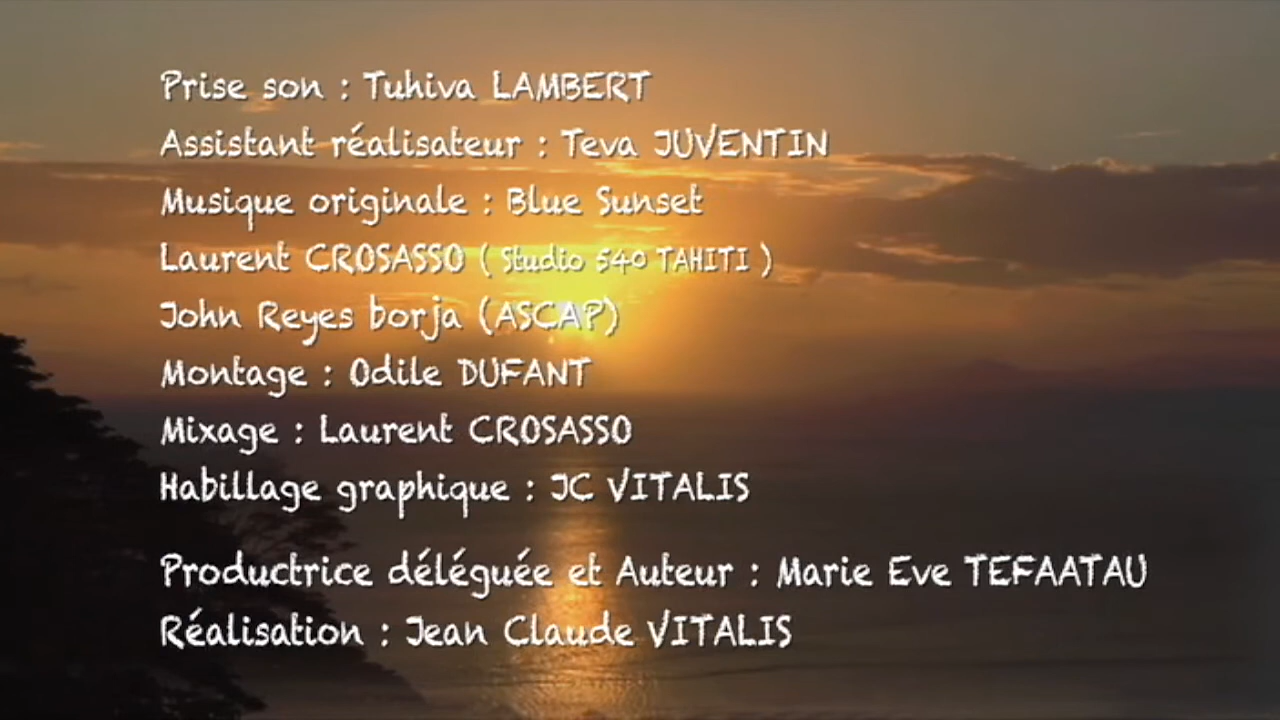 Prise son : Tuhiva LAMBERT
Assistant réalisateur : Teva JUVENTIN
Musique originale : Blue Sunset
Laurent CROSASSO ( Studio 540 TAHITI )
John Reyes borja (ASCAP)
Montage : Odile DUFANT
Mixage : Laurent CROSASSO
Habillage graphique : JC VITALIS
Productrice déléguée et Auteur : Marie Eve TEFAATAU
Réalisation : Jean Claude VITALIS